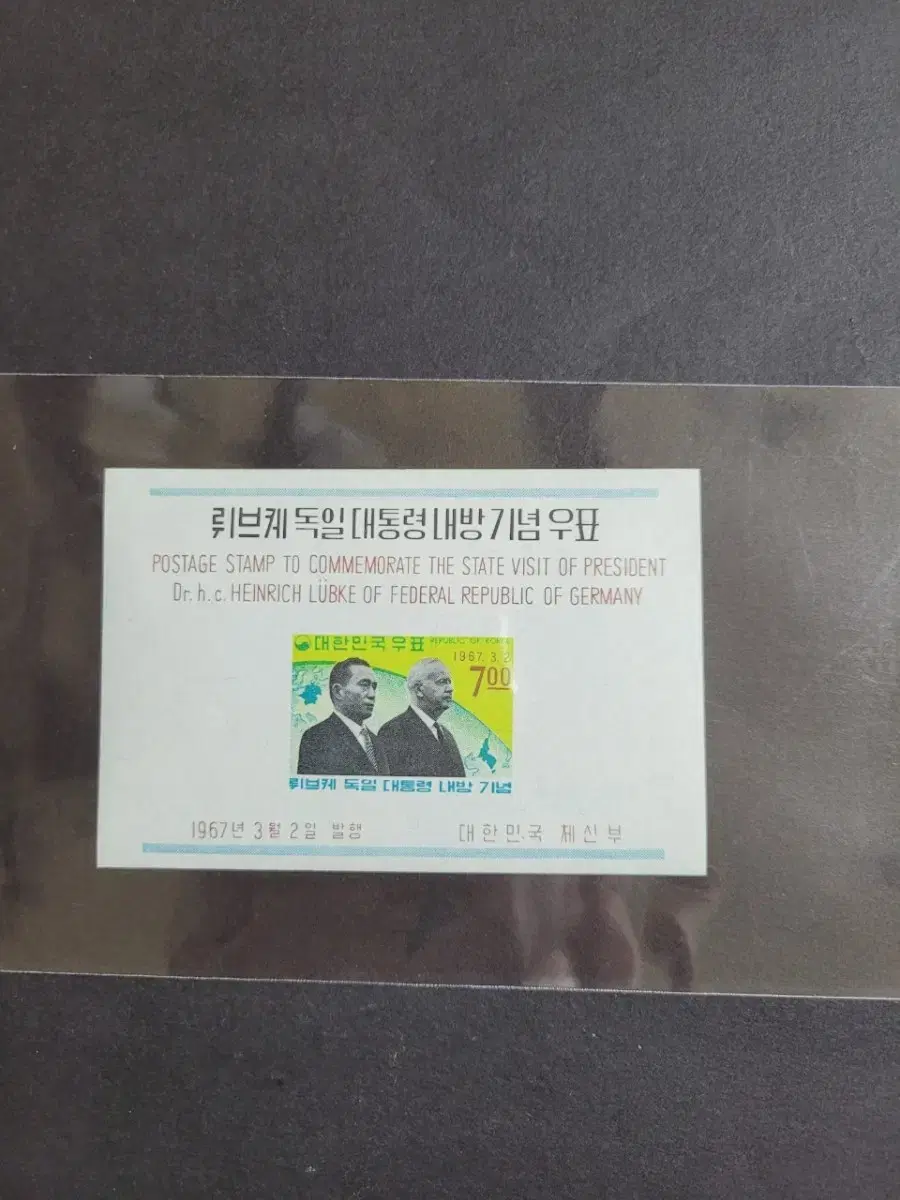 뤼브케 독일 대통령 내방 기념 우표
POSTAGE STAMP TO COMMEMORATE THE STATE VISIT OF PRESIDENT
Dr. h. c. HEINRICH LÜBKE OF FEDERAL REPUBLIC OF GERMANY
대한민국우표 REPUBLIC OF KOREA
1967. 3. 2
700
뤼브케 독일 대통령 내방 기념
1967년 3월 2일 발행 대한민국 체신부